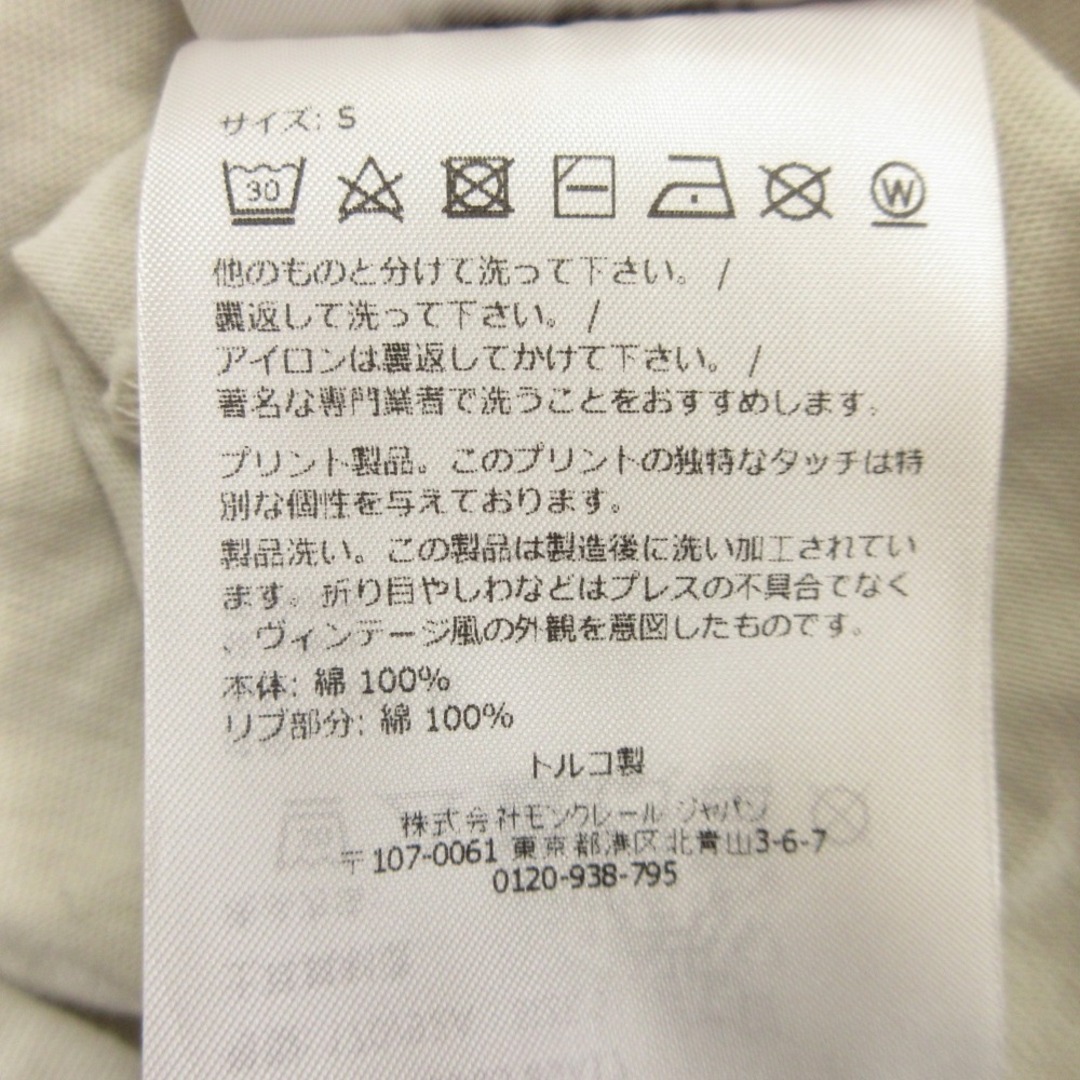 サイズ: S
30
W
他のものと分けて洗って下さい。 /
裏返して洗って下さい。 /
アイロンは裏返してかけて下さい。 /
著名な専門業者で洗うことをおすすめします。
プリント製品。このプリントの独特なタッチは特
別な個性を与えております。
製品洗い。この製品は製造後に洗い加工されてい
ます。折り目やしわなどはプレスの不具合でなく
、ヴィンテージ風の外観を意図したものです。
本体: 綿 100%
リブ部分: 綿 100%
トルコ製
株式会社モンクレール ジャパン
〒107-0061 東京都港区北青山3-6-7
0120-938-795